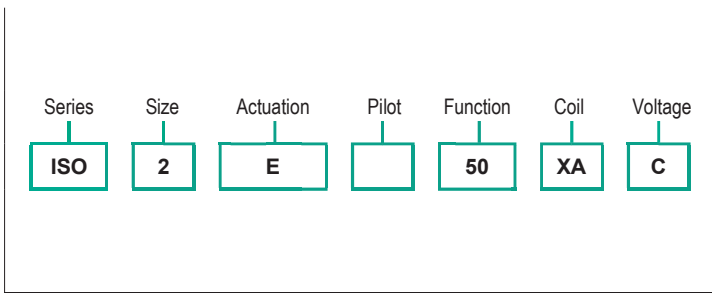 Series Size Actuation Pilot Function Coil Voltage
ISO 2 E 50 XA C